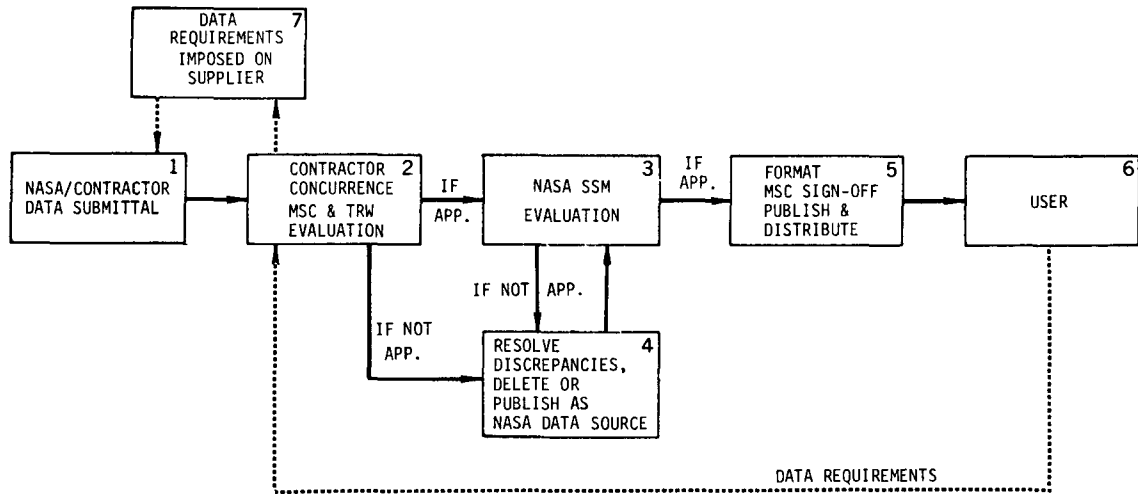 DATA 7
REQUIREMENTS
IMPOSED ON
SUPPLIER
1
NASA/CONTRACTOR
DATA SUBMITTAL
CONTRACTOR 2
CONCURRENCE
MSC & TRW
EVALUATION
IF
APP.
3
NASA SSM
EVALUATION
IF
APP.
FORMAT 5
MSC SIGN-OFF
PUBLISH &
DISTRIBUTE
6
USER
IF NOT APP.
IF NOT
APP.
RESOLVE 4
DISCREPANCIES,
DELETE OR
PUBLISH AS
NASA DATA SOURCE
DATA REQUIREMENTS